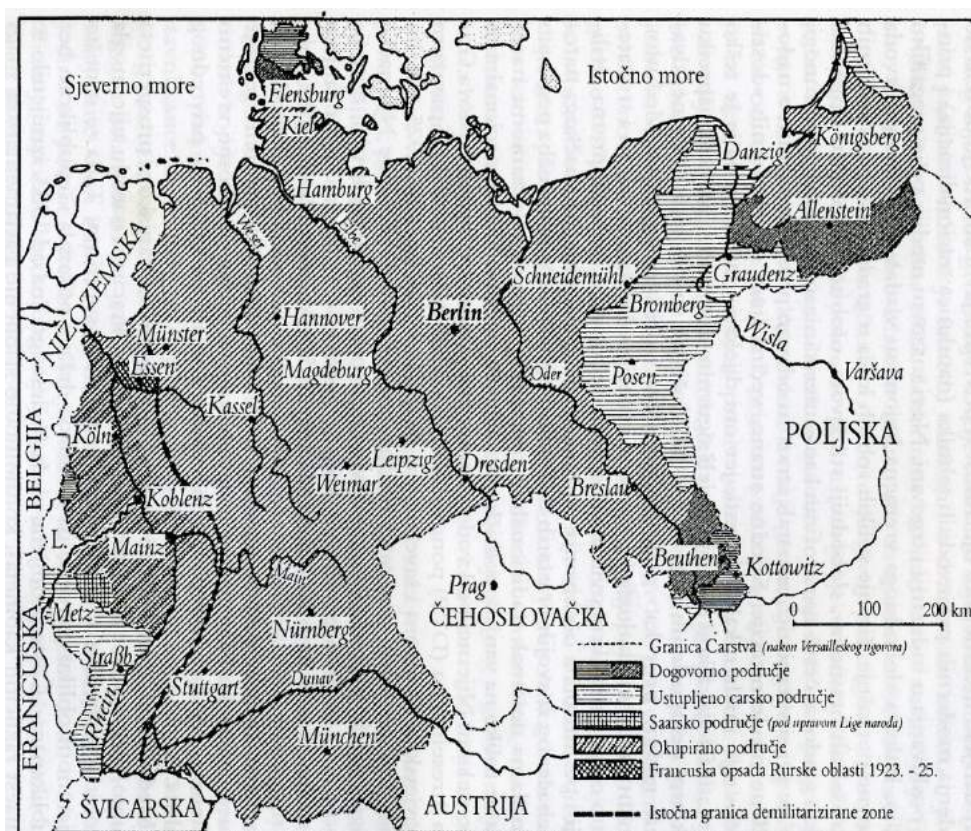 Sjeverno more
Istočno more
Flensburg
Kiel
Königsberg
Danzig
Hamburg
Allenstein
Weser
Elbe
NIZOZEMSKA
Schneidemühl
Graudenz
Bromberg
Berlin
Hannover
Münster
Wisla
Essen
Magdeburg
Oder
Posen
Varšava
Kassel
BELGIJA
Köln
POLJSKA
Leipzig
Dresden
Weimar
Breslau
Koblenz
L.
Mainz
Beuthen
Kottowitz
Main
Prag
0 100 200 km
Metz
ČEHOSLOVAČKA
Nürnberg
FRANCUSKA
Straßb
Stuttgart
Dunav
Rhein
München
ŠVICARSKA
AUSTRIJA
Granica Carstva (nakon Versailleskog ugovora)
Dogovorno područje
Ustupljeno carsko područje
Saarsko područje (pod upravom Lige naroda)
Okupirano područje
Francuska opsada Rurske oblasti 1923. - 25.
Istočna granica demilitarizirane zone